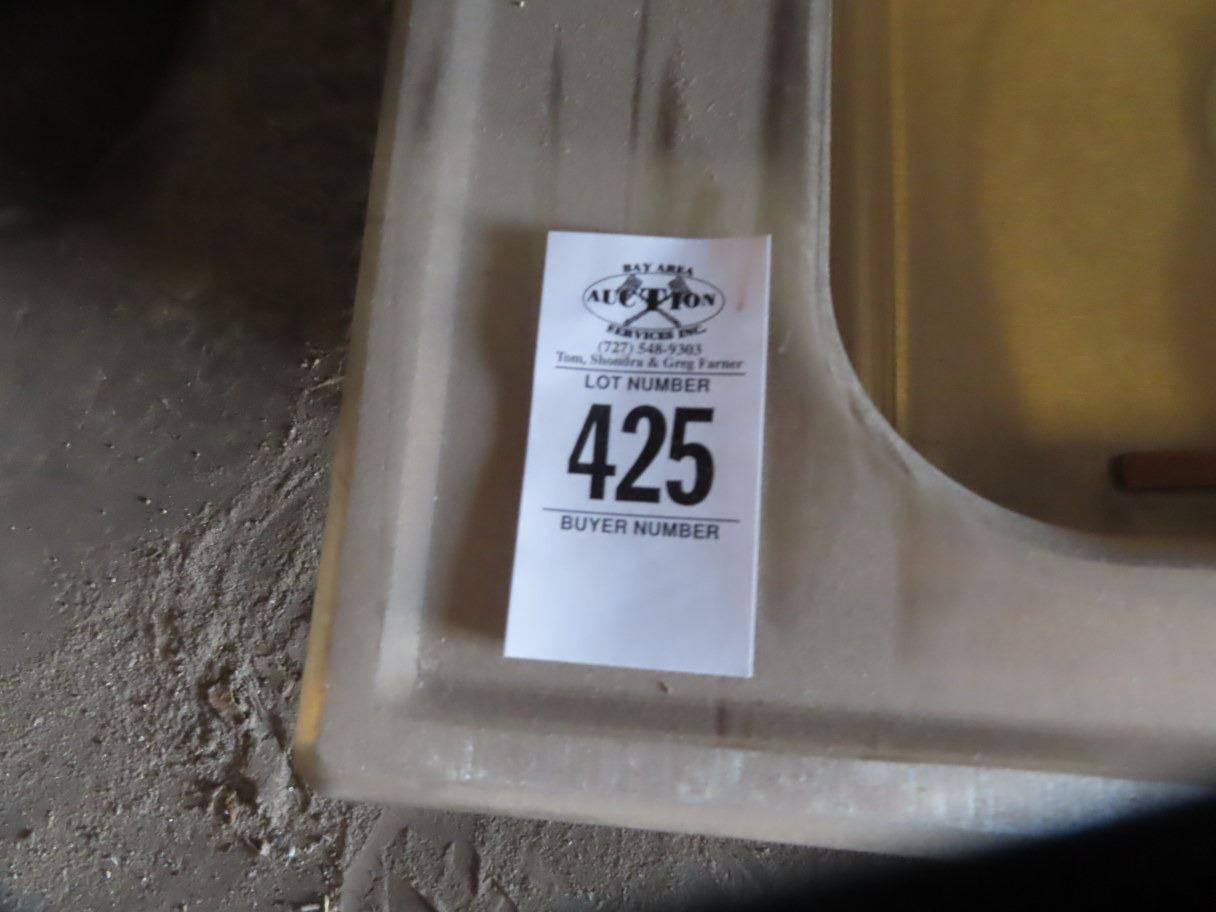 BAY AREA
AUCTION
SERVICES INC.
(727) 548-9303
Tom, Shondra & Greg Farner
LOT NUMBER
425
BUYER NUMBER